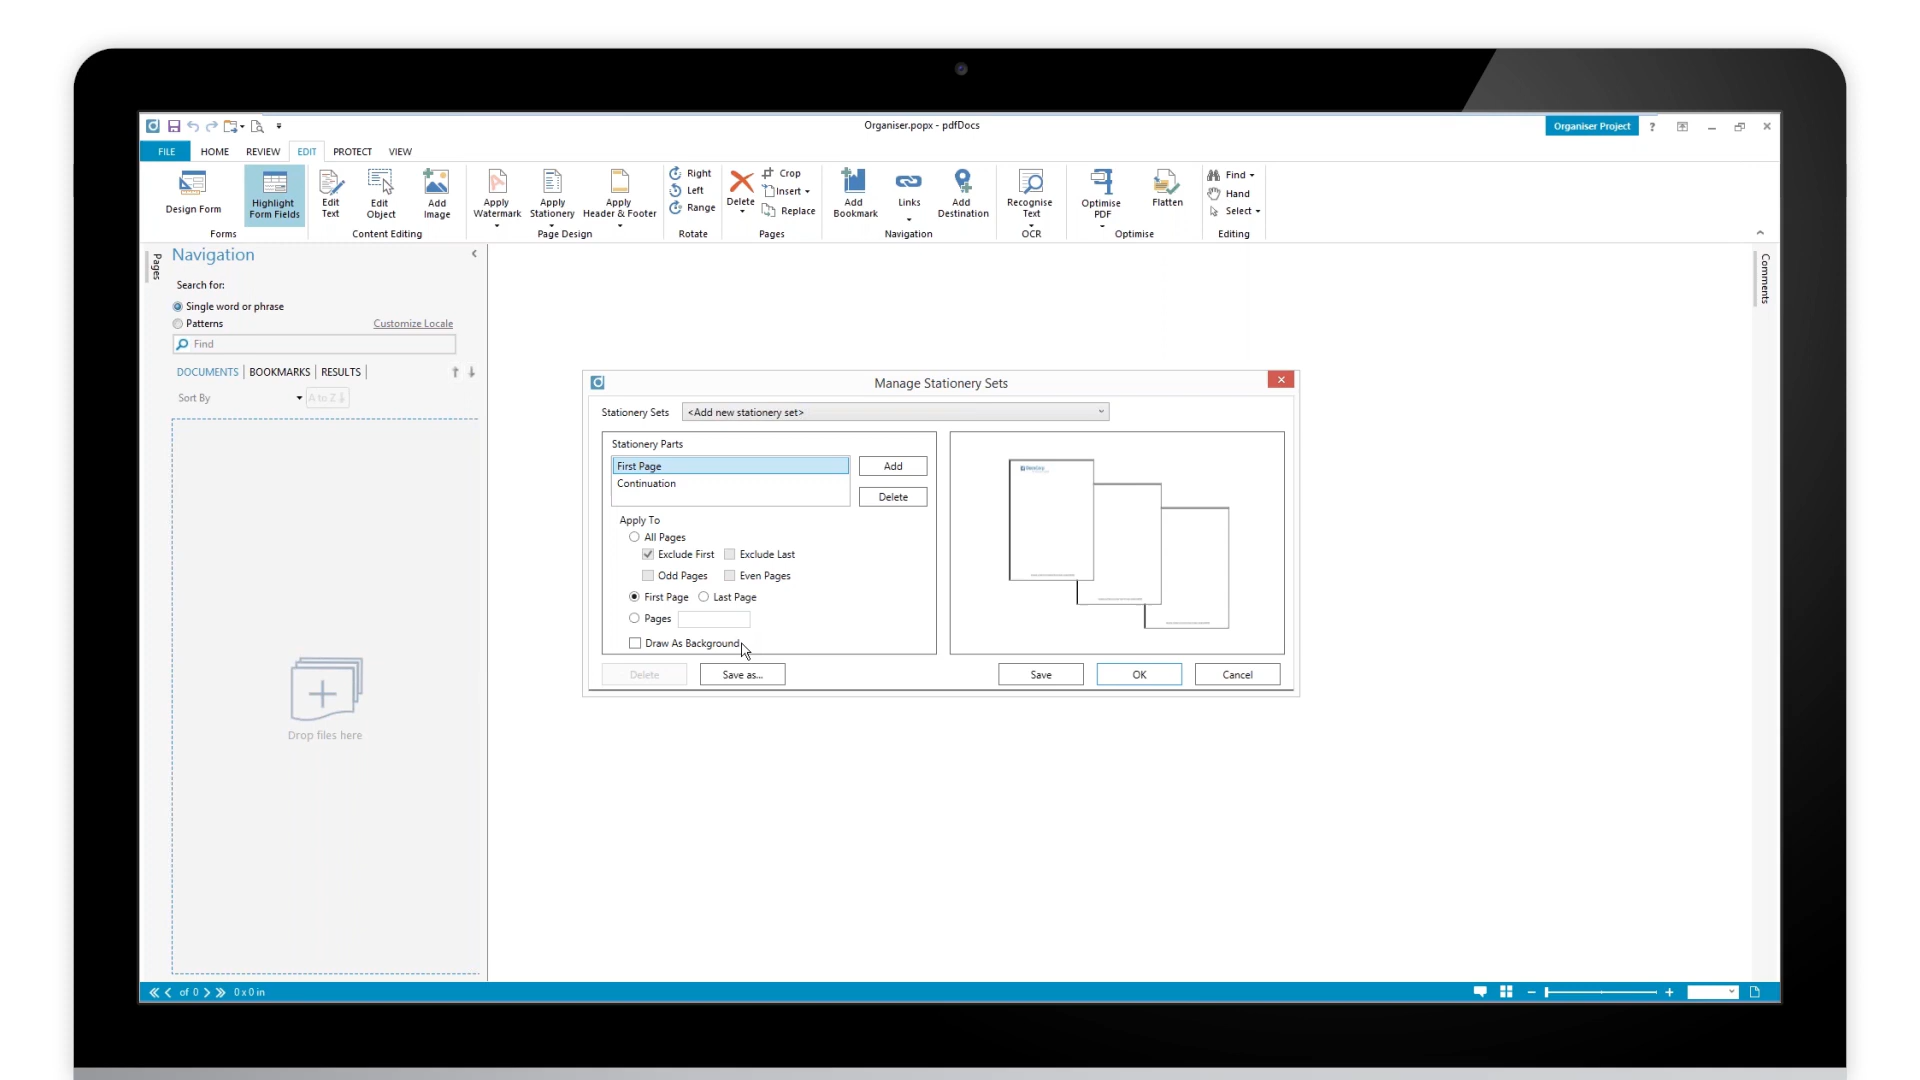 Organiser.popx - pdfDocs
Organiser Project
?
FILE
HOME
REVIEW
EDIT
PROTECT
VIEW
Design Form
Highlight
Form Fields
Forms
Edit
Text
Edit
Object
Add
Image
Content Editing
Apply
Watermark
Apply
Stationery
Apply
Header & Footer
Page Design
Right
Left
Range
Rotate
Delete
Crop
Insert
Replace
Pages
Add
Bookmark
Links
Add
Destination
Navigation
Recognise
Text
OCR
Optimise
PDF
Flatten
Optimise
Find
Hand
Select
Editing
Pages
Navigation
Search for:
Single word or phrase
Patterns
Customize Locale
Find
DOCUMENTS
BOOKMARKS
RESULTS
Sort By
A to Z
Drop files here
Comments
Manage Stationery Sets
Stationery Sets
<Add new stationery set>
Stationery Parts
First Page
Continuation
Add
Delete
Apply To
All Pages
Exclude First
Exclude Last
Odd Pages
Even Pages
First Page
Last Page
Pages
Draw As Background
Delete
Save as...
Save
OK
Cancel
of 0
0 x 0 in